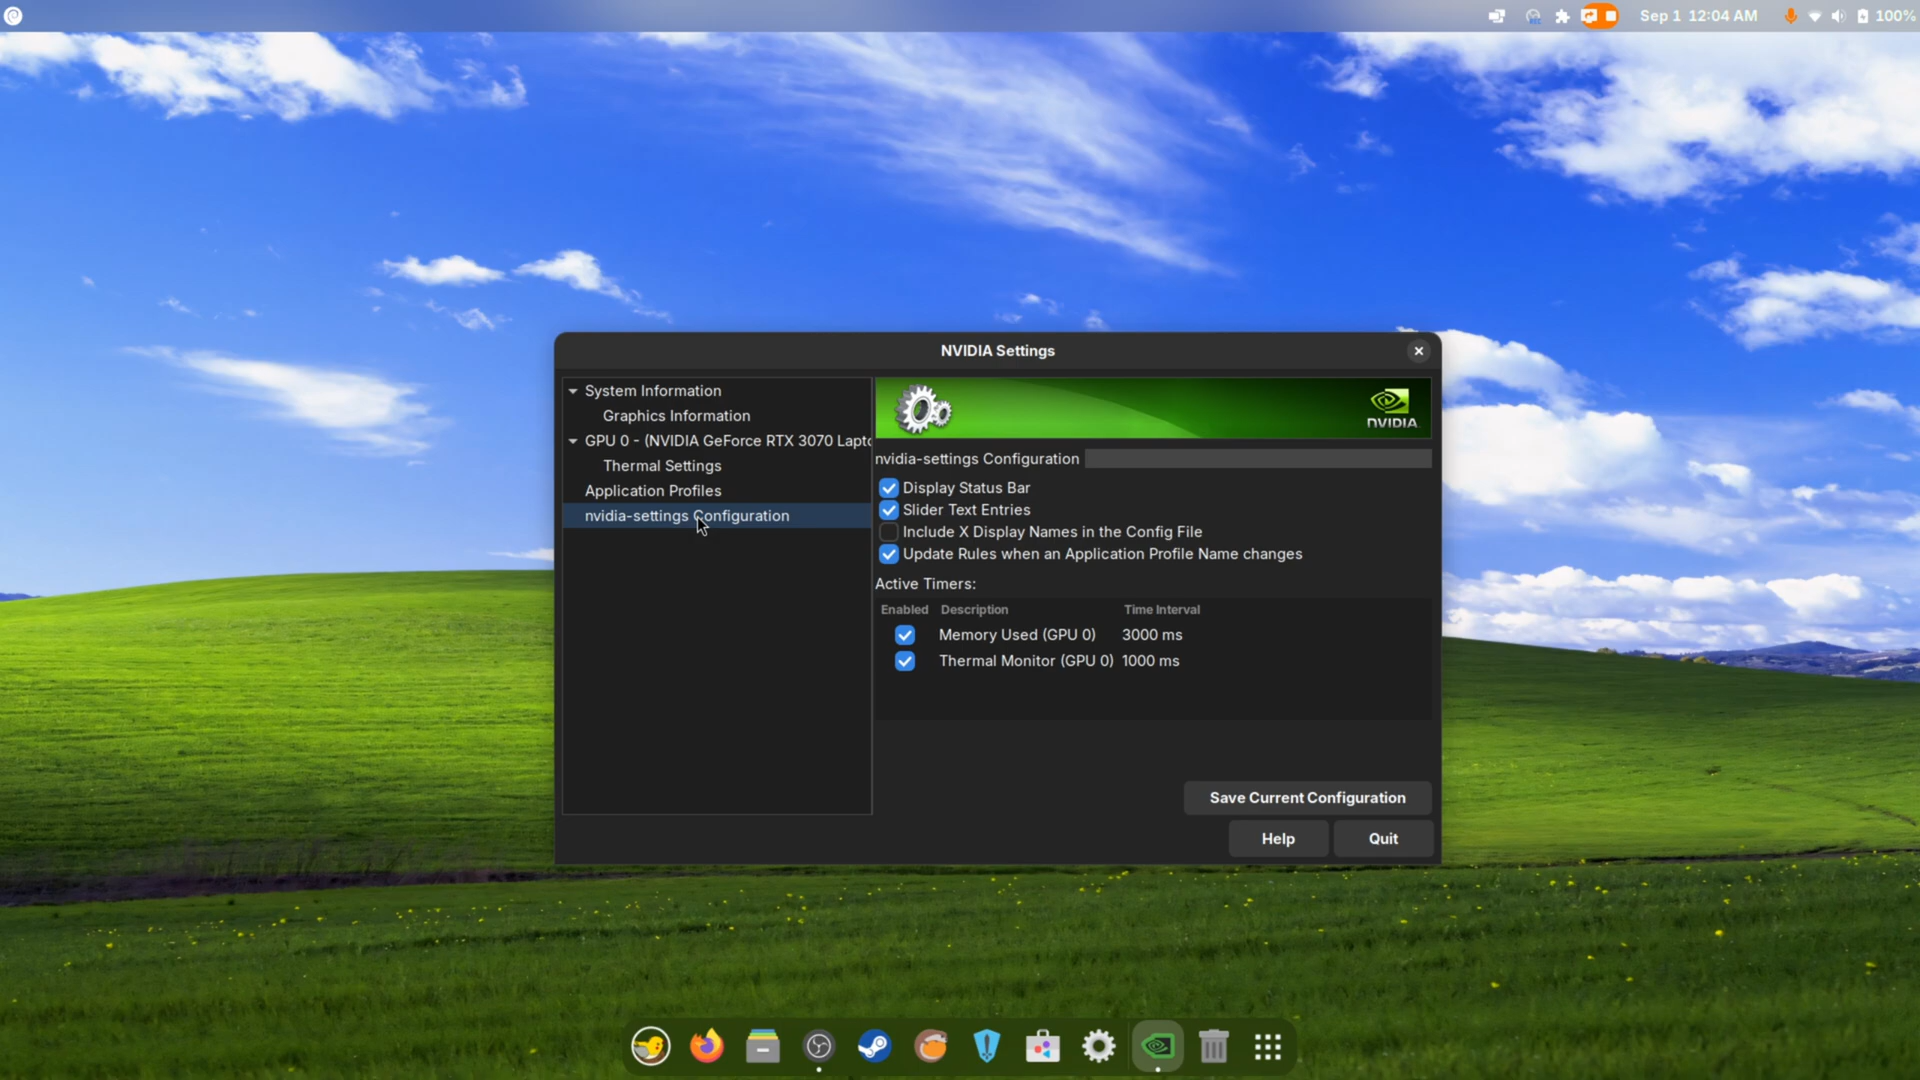 Sep 1 12:04 AM
100%
NVIDIA Settings
System Information
Graphics Information
GPU 0 - (NVIDIA GeForce RTX 3070 Lapto
Thermal Settings
Application Profiles
nvidia-settings Configuration
NVIDIA
nvidia-settings Configuration
Display Status Bar
Slider Text Entries
Include X Display Names in the Config File
Update Rules when an Application Profile Name changes
Active Timers:
Enabled Description Time Interval
Memory Used (GPU 0) 3000 ms
Thermal Monitor (GPU 0) 1000 ms
Save Current Configuration
Help Quit